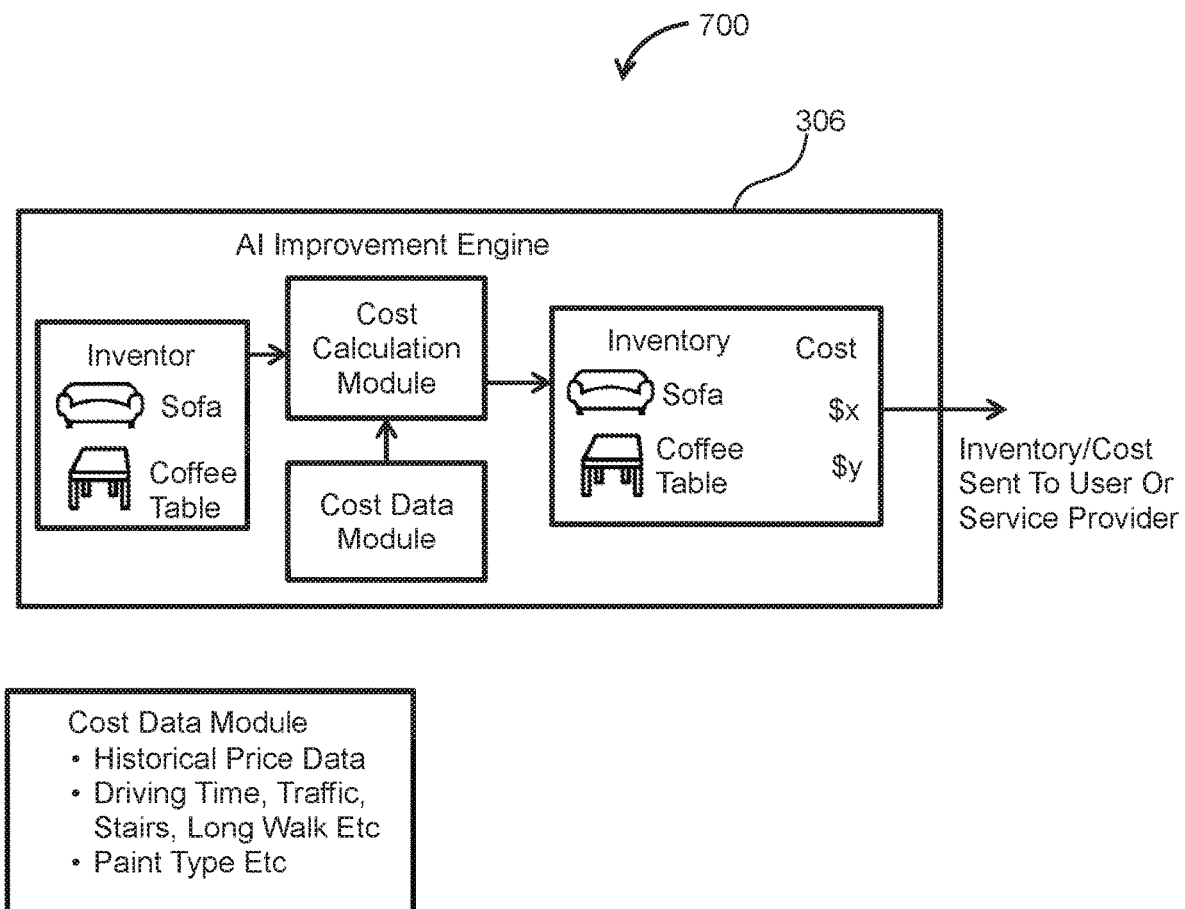 700
306
AI Improvement Engine
Inventor
Sofa
Coffee
Table
Cost
Calculation
Module
Cost Data
Module
Inventory Cost
Sofa $x
Coffee
Table $y
Inventory/Cost
Sent To User Or
Service Provider
Cost Data Module
• Historical Price Data
• Driving Time, Traffic,
Stairs, Long Walk Etc
• Paint Type Etc